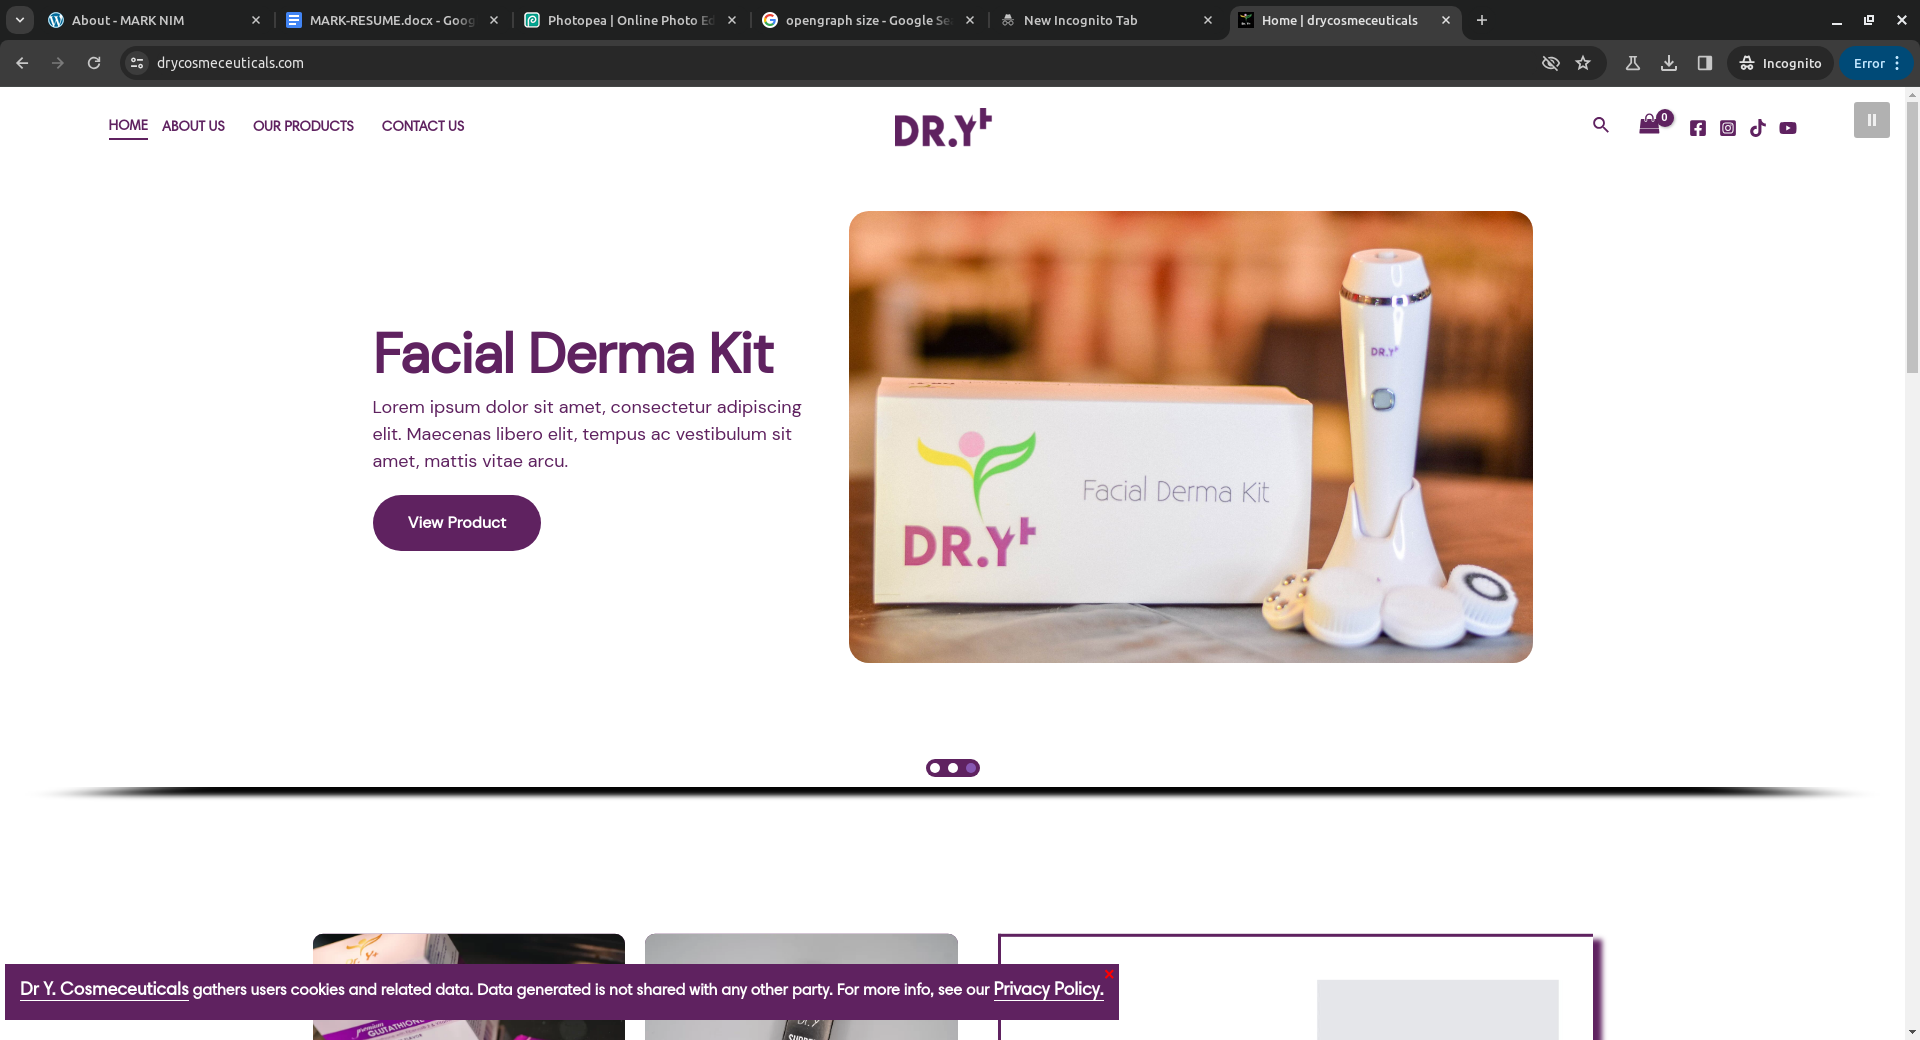 About - MARK NIM
MARK-RESUME.docx - Goog
Photopea | Online Photo Ed
opengraph size - Google Se
New Incognito Tab
Home | drycosmeceuticals
drycosmeceuticals.com
Incognito
Error
HOME
ABOUT US
OUR PRODUCTS
CONTACT US
DR.Y+
0
Facial Derma Kit
Lorem ipsum dolor sit amet, consectetur adipiscing
elit. Maecenas libero elit, tempus ac vestibulum sit
amet, mattis vitae arcu.
View Product
DR.Y+
Facial Derma Kit
DR.Y+
Dr Y. Cosmeceuticals gathers users cookies and related data. Data generated is not shared with any other party. For more info, see our Privacy Policy.
premium
GLUTATHIONE
Dr.Y